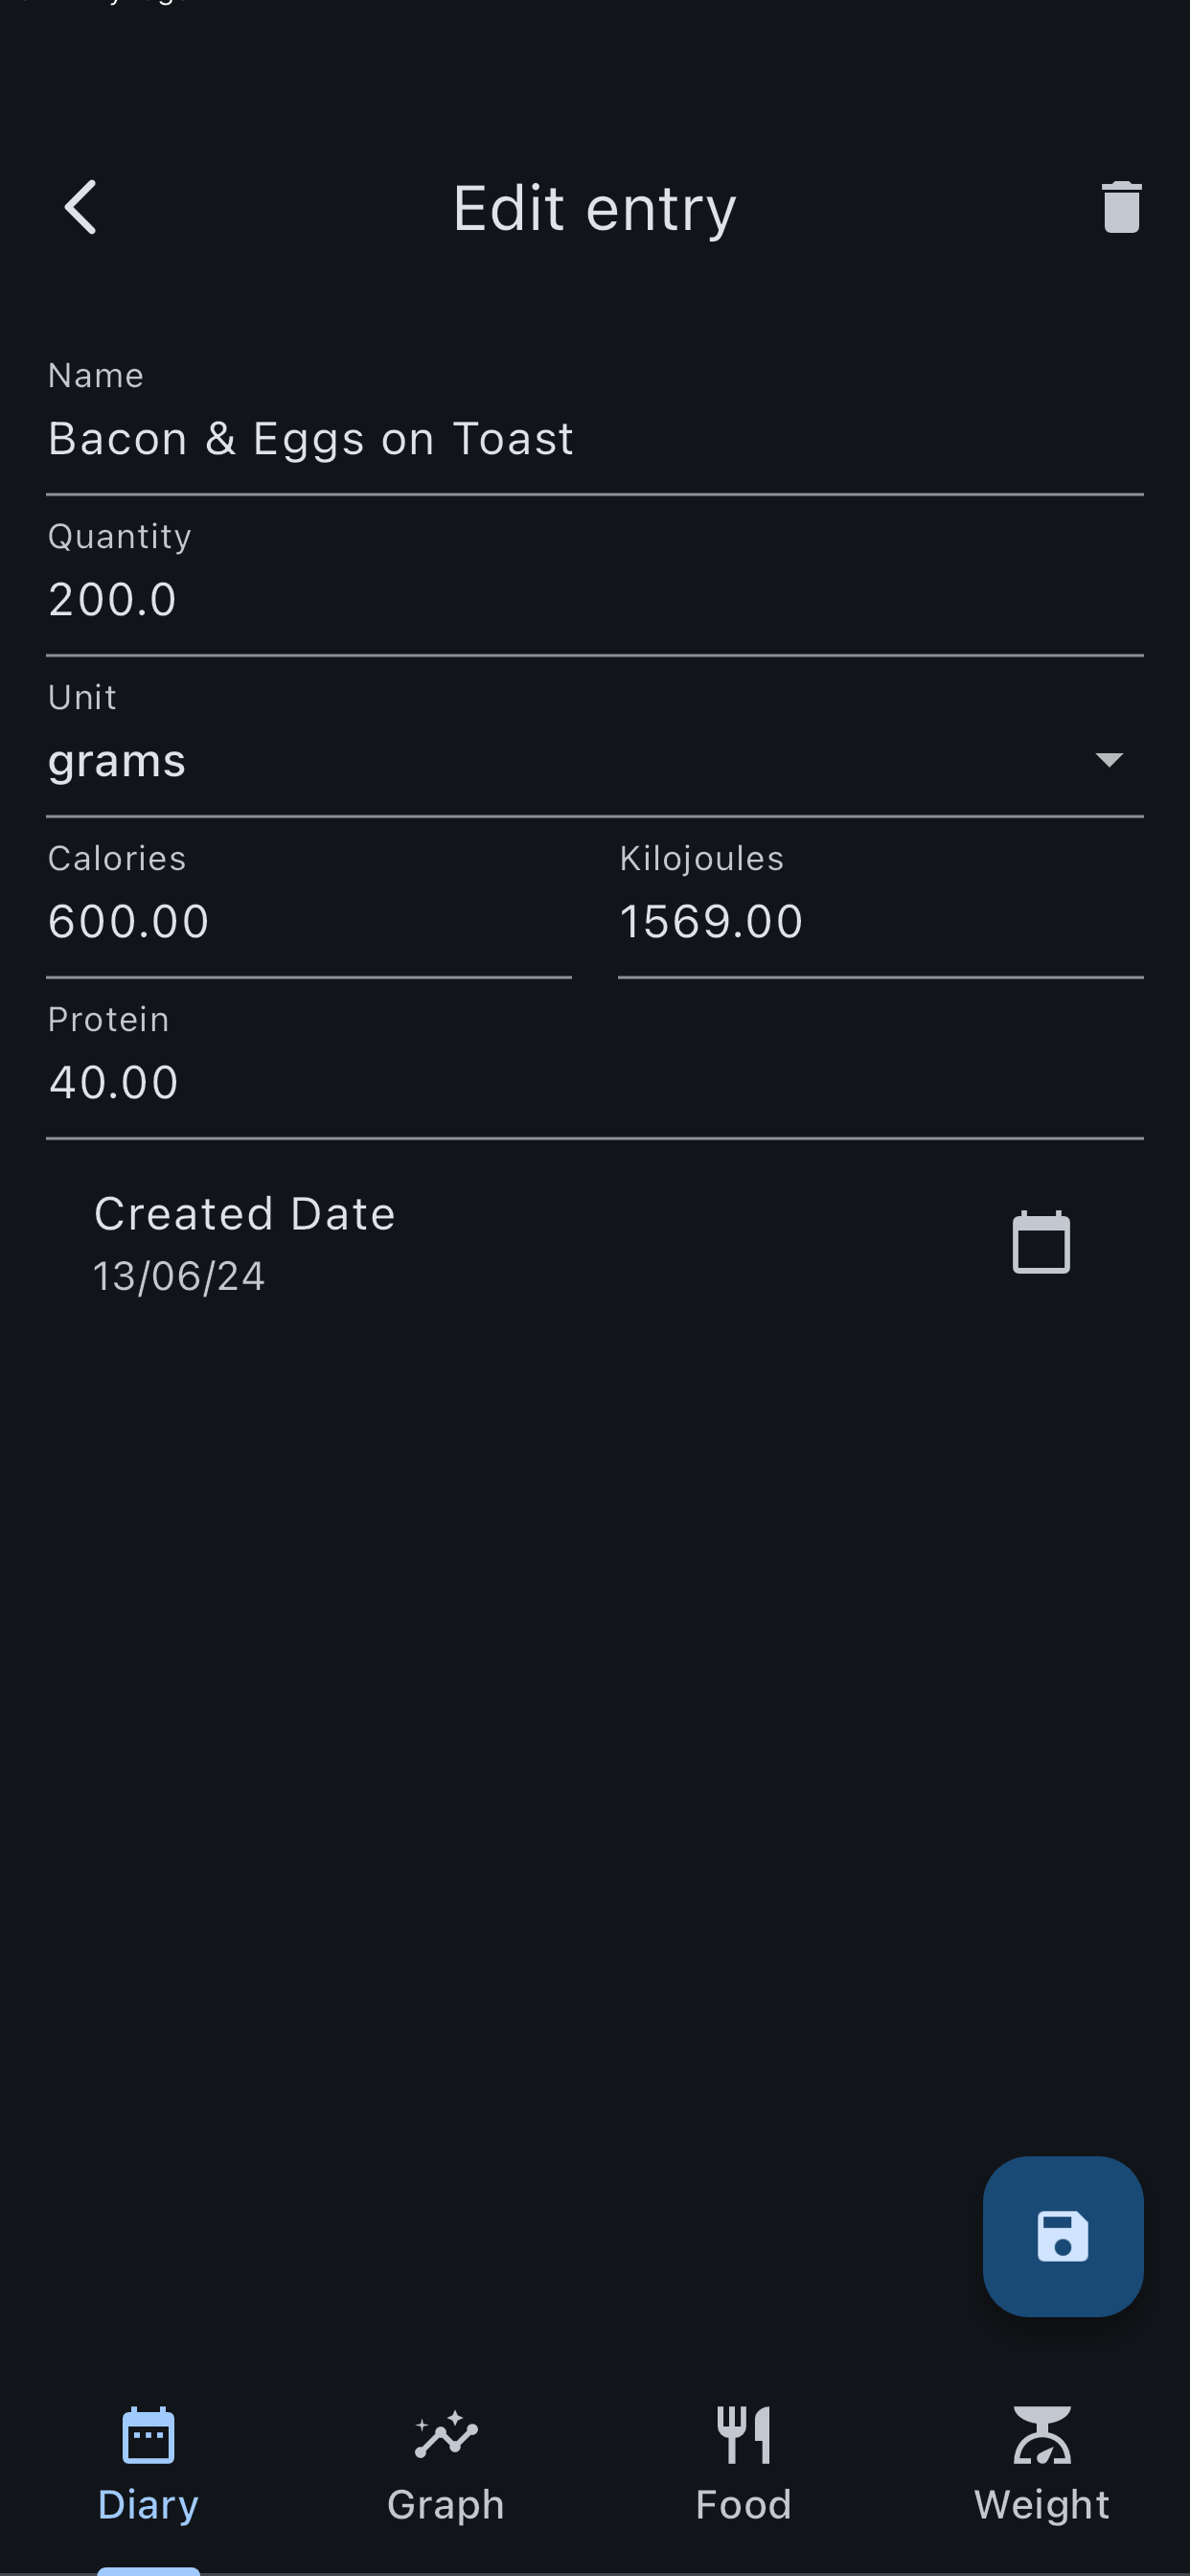 Edit entry
Name
Bacon & Eggs on Toast
Quantity
200.0
Unit
grams
Calories
Kilojoules
600.00
1569.00
Protein
40.00
Created Date
13/06/24
Diary
Graph
Food
Weight